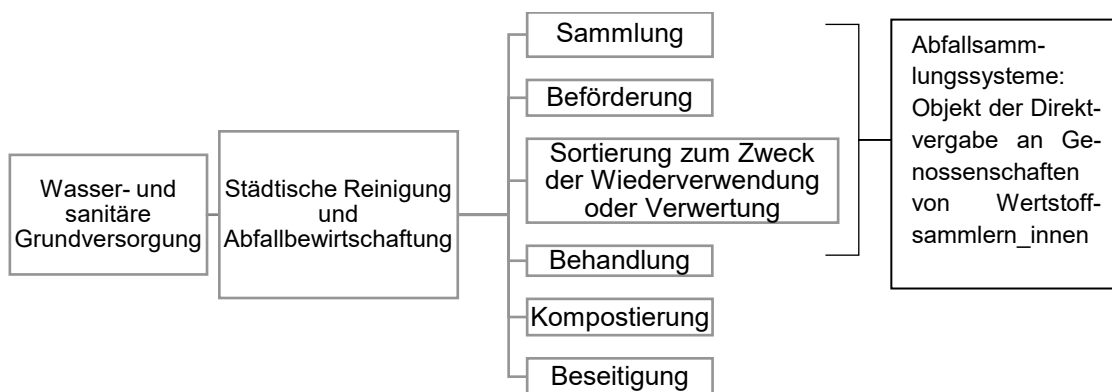 Wasser- und
sanitäre
Grundversorgung
Städtische Reinigung
und
Abfallbewirtschaftung
Sammlung
Beförderung
Sortierung zum Zweck
der Wiederverwendung
oder Verwertung
Behandlung
Kompostierung
Beseitigung
Abfallsamm-
lungssysteme:
Objekt der Direkt-
vergabe an Ge-
nossenschaften
von Wertstoff-
sammlern_innen